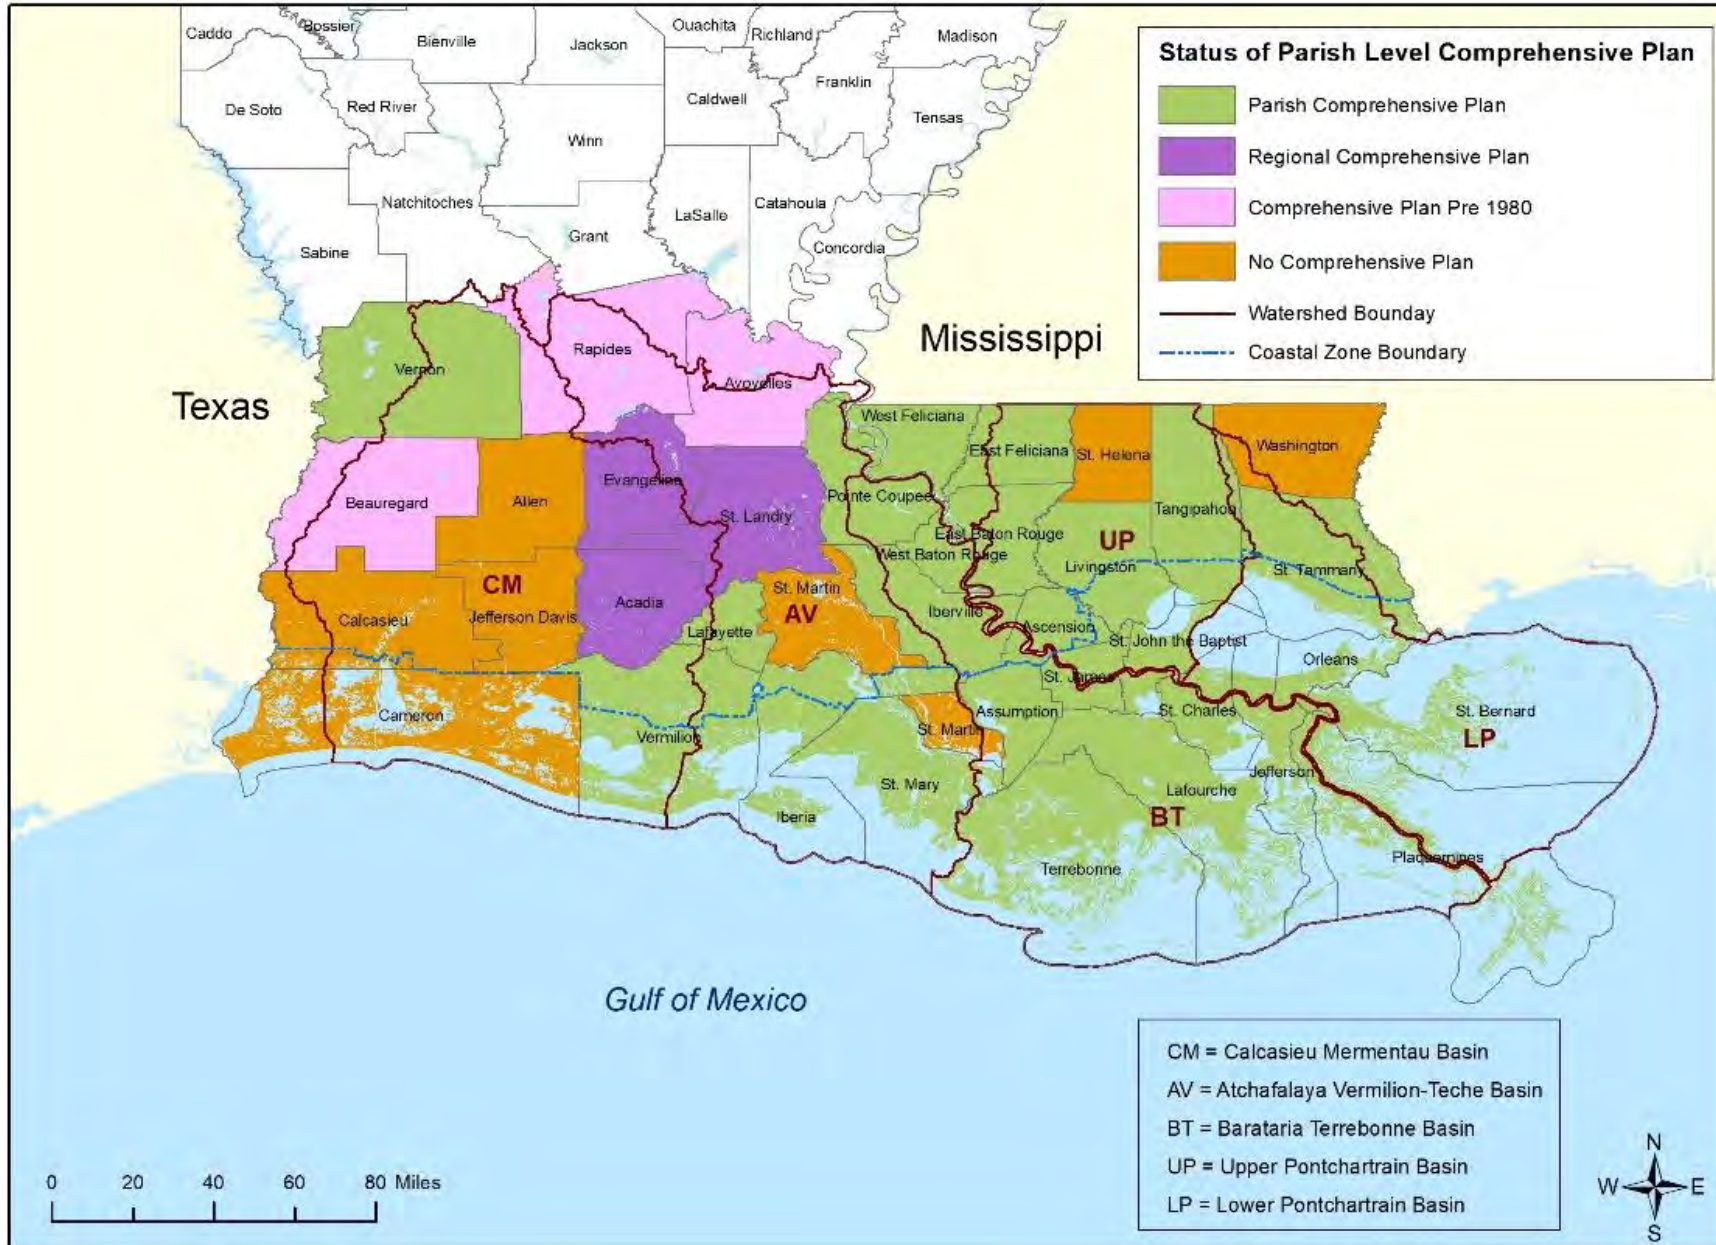 Caddo
Bossier
Bienville
Jackson
Ouachita
Richland
Madison
De Soto
Red River
Caldwell
Franklin
Tensas
Winn
Natchitoches
LaSalle
Catahoula
Sabine
Grant
Concordia
Status of Parish Level Comprehensive Plan
Parish Comprehensive Plan
Regional Comprehensive Plan
Comprehensive Plan Pre 1980
No Comprehensive Plan
Watershed Bounday
Coastal Zone Boundary
Mississippi
Texas
Vernon
Rapides
Avoyelles
West Feliciana
East Feliciana
St. Helena
Washington
Beauregard
Allen
Evangeline
St. Landry
Pointe Coupee
Tangipahoa
East Baton Rouge
West Baton Rouge
UP
Livingston
St. Tammany
CM
Calcasieu
Jefferson Davis
Acadia
St. Martin
AV
Lafayette
Iberville
Ascension
St. John the Baptist
Orleans
St. James
Cameron
Vermilion
St. Martin
Assumption
St. Charles
St. Bernard
LP
St. Mary
Iberia
Jefferson
Lafourche
BT
Terrebonne
Plaquemines
Gulf of Mexico
CM = Calcasieu Mermentau Basin
AV = Atchafalaya Vermilion-Teche Basin
BT = Barataria Terrebonne Basin
UP = Upper Pontchartrain Basin
LP = Lower Pontchartrain Basin
0 20 40 60 80 Miles
N
W E
S